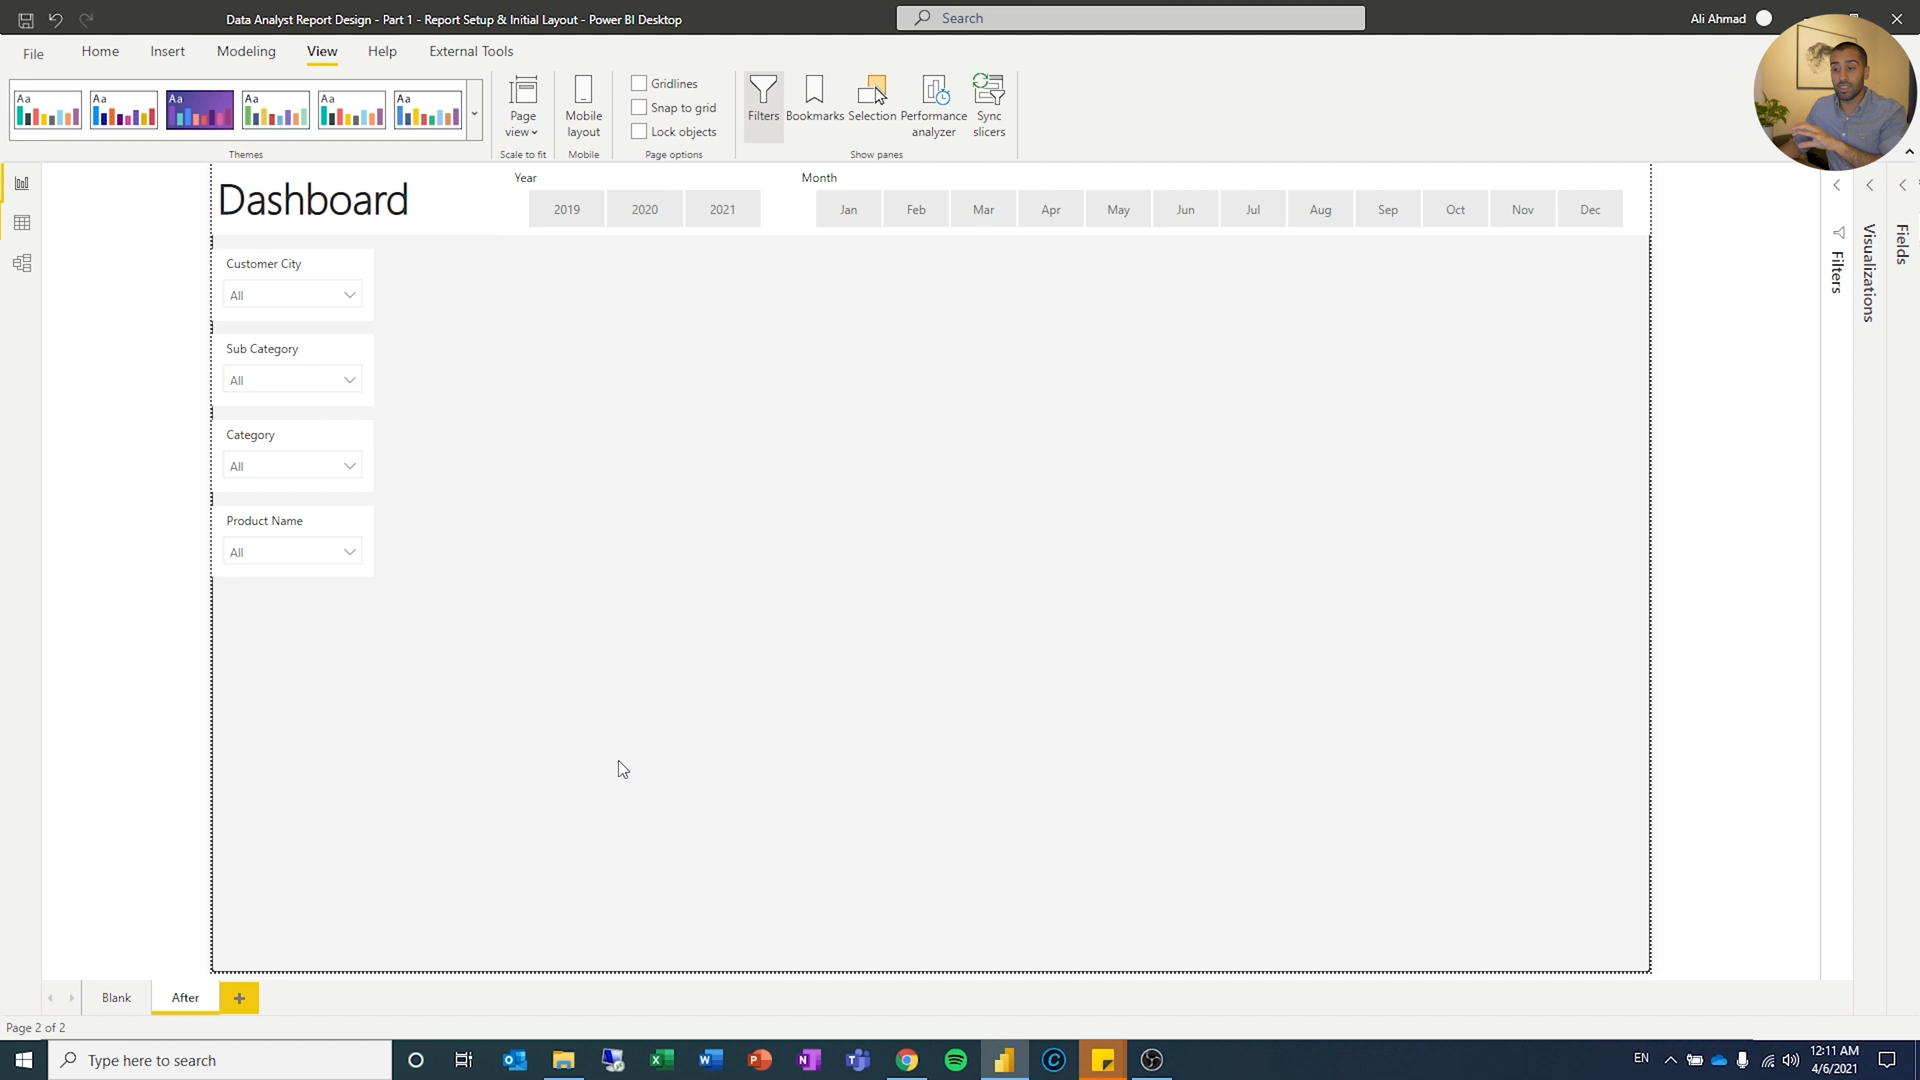 Data Analyst Report Design - Part 1 - Report Setup & Initial Layout - Power BI Desktop
Search
Ali Ahmad
File
Home
Insert
Modeling
View
Help
External Tools
Aa
Aa
Aa
Aa
Aa
Aa
Page view
Mobile layout
Gridlines
Snap to grid
Lock objects
Filters
Bookmarks
Selection
Performance analyzer
Sync slicers
Themes
Scale to fit
Mobile
Page options
Show panes
Dashboard
Year
2019
2020
2021
Month
Jan
Feb
Mar
Apr
May
Jun
Jul
Aug
Sep
Oct
Nov
Dec
Customer City
All
Sub Category
All
Category
All
Product Name
All
Filters
Visualizations
Fields
Blank
After
Page 2 of 2
Type here to search
EN
12:11 AM
4/6/2021